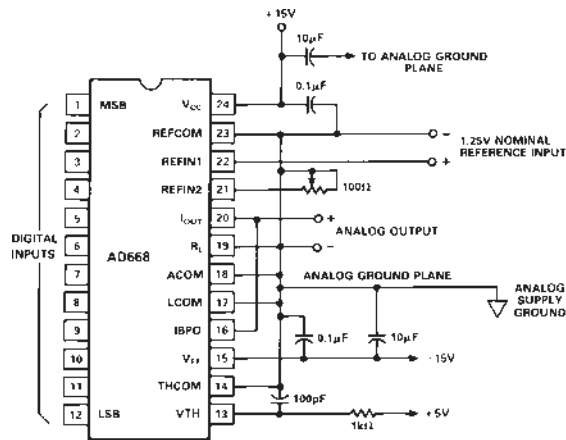 +15V
10µF
TO ANALOG GROUND PLANE
0.1µF
1 MSB VCC 24
2 REFCOM 23
3 REFIN1 22
4 REFIN2 21
5 IOUT 20
6 RL 19
7 ACOM 18
8 LCOM 17
9 IBPO 16
10 15
11 THCOM 14
12 LSB VTH 13
AD668
DIGITAL INPUTS
− 1.25V NOMINAL
+ REFERENCE INPUT
100Ω
+
ANALOG OUTPUT
−
ANALOG GROUND PLANE
ANALOG SUPPLY GROUND
0.1µF
10µF
-15V
100pF
1kΩ
+5V